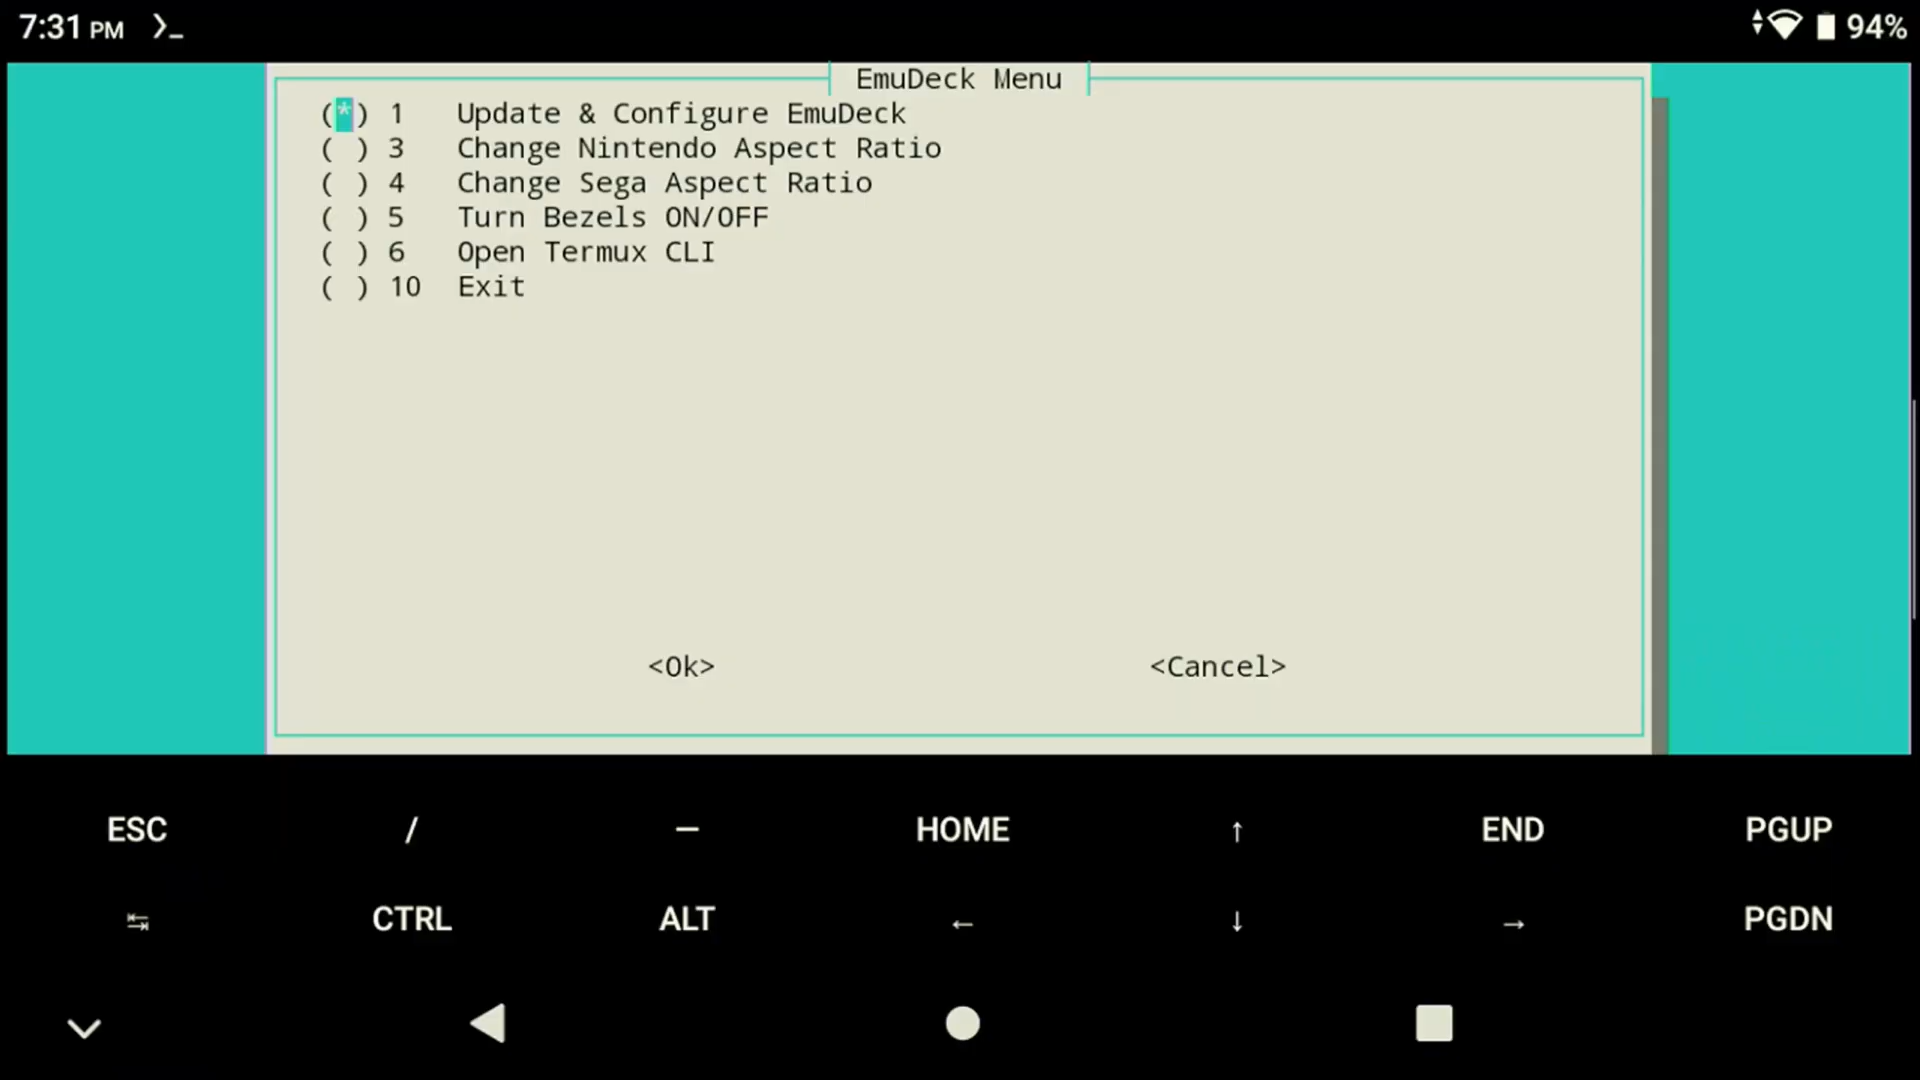 7:31 PM >_ 94%
EmuDeck Menu
(*) 1 Update & Configure EmuDeck
( ) 3 Change Nintendo Aspect Ratio
( ) 4 Change Sega Aspect Ratio
( ) 5 Turn Bezels ON/OFF
( ) 6 Open Termux CLI
( ) 10 Exit
<Ok> <Cancel>
ESC / — HOME ↑ END PGUP
↹ CTRL ALT ← ↓ → PGDN